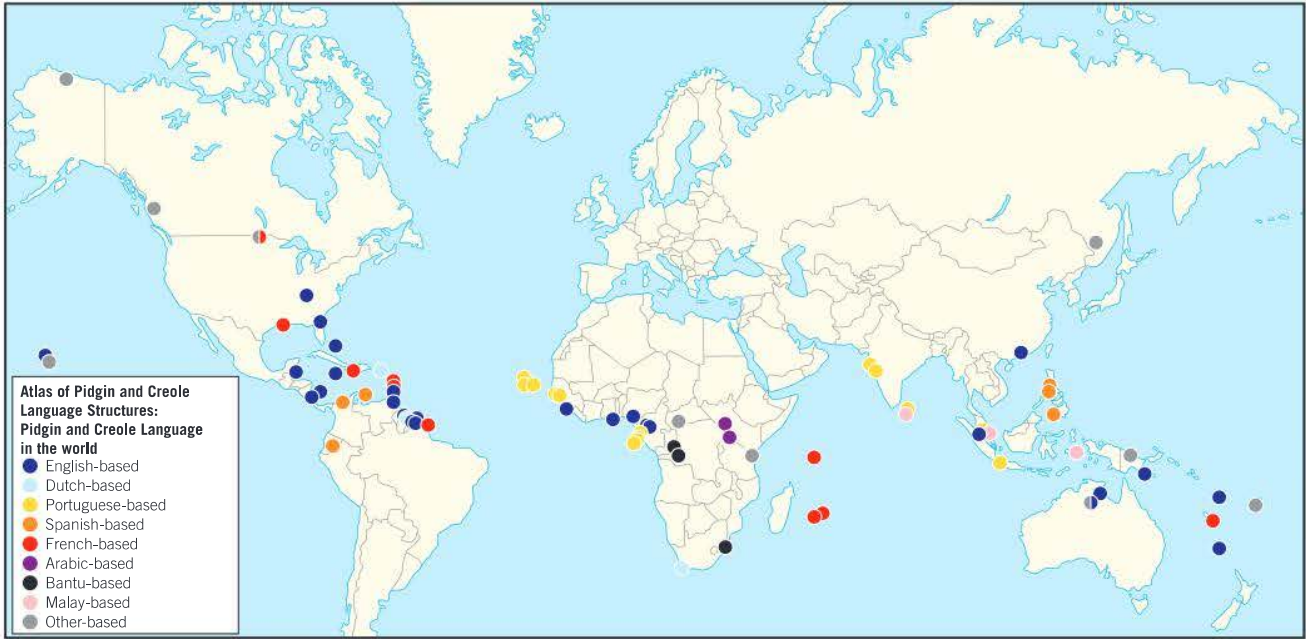 Atlas of Pidgin and Creole
Language Structures:
Pidgin and Creole Language
in the world
English-based
Dutch-based
Portuguese-based
Spanish-based
French-based
Arabic-based
Bantu-based
Malay-based
Other-based